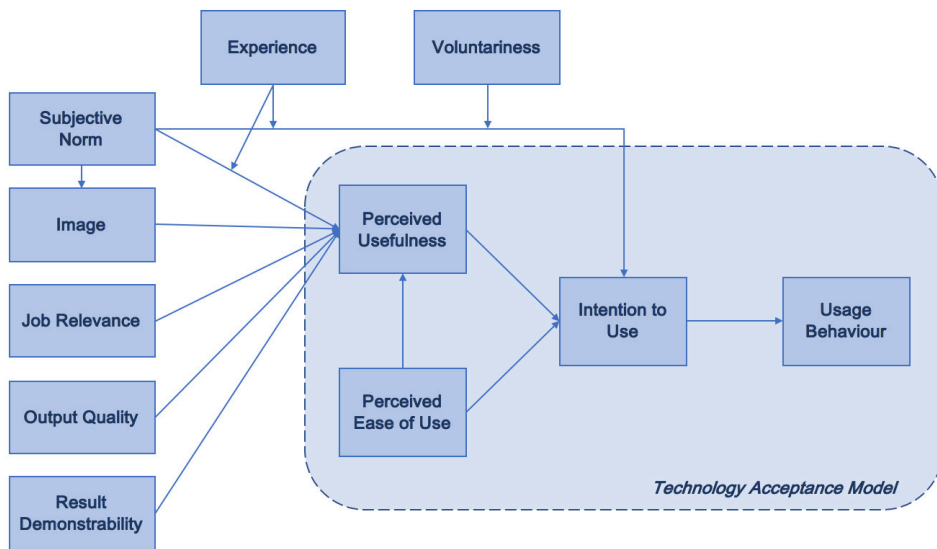 Experience
Voluntariness
Subjective
Norm
Image
Perceived
Usefulness
Job Relevance
Intention to
Use
Usage
Behaviour
Output Quality
Perceived
Ease of Use
Result
Demonstrability
Technology Acceptance Model